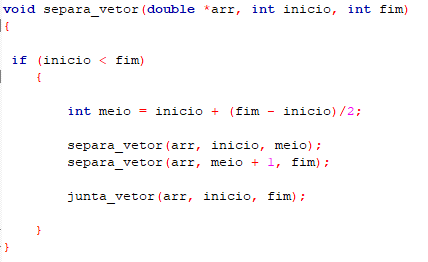 void separa_vetor(double *arr, int inicio, int fim)
{
if (inicio < fim)
{
int meio = inicio + (fim - inicio)/2;
separa_vetor(arr, inicio, meio);
separa_vetor(arr, meio + 1, fim);
junta_vetor(arr, inicio, fim);
}
}